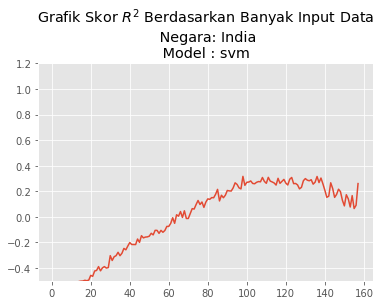 Grafik Skor R² Berdasarkan Banyak Input Data
Negara: India
Model : svm
1.2
1.0
0.8
0.6
0.4
0.2
0.0
−0.2
−0.4
0 20 40 60 80 100 120 140 160